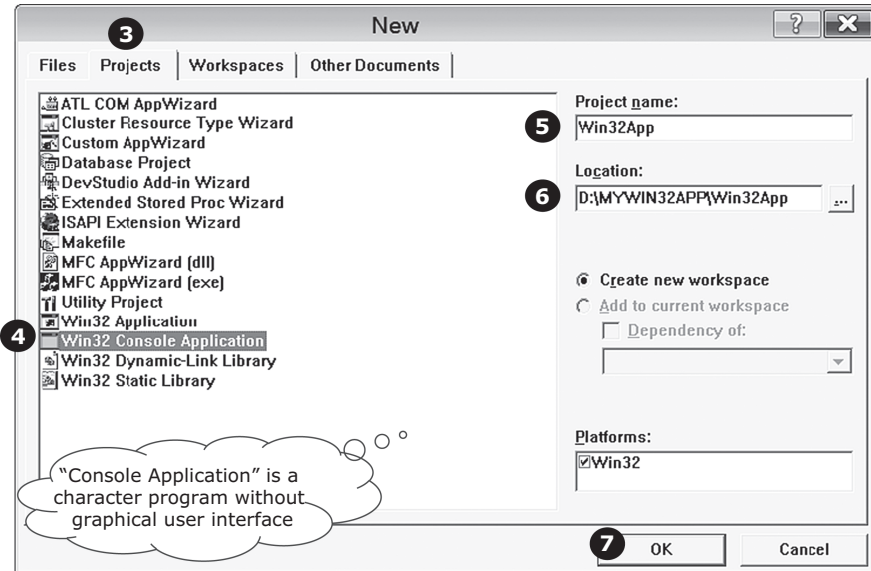 3
New
?
Files Projects Workspaces Other Documents
ATL COM AppWizard
Cluster Resource Type Wizard
Custom AppWizard
Database Project
DevStudio Add-in Wizard
Extended Stored Proc Wizard
ISAPI Extension Wizard
Makefile
MFC AppWizard (dll)
MFC AppWizard (exe)
Utility Project
Win32 Application
4
Win32 Console Application
Win32 Dynamic-Link Library
Win32 Static Library
“Console Application” is a
character program without
graphical user interface
Project name:
5
Win32App
Location:
6
D:\MYWIN32APP\Win32App ...
Create new workspace
Add to current workspace
Dependency of:
Platforms:
Win32
7
OK
Cancel